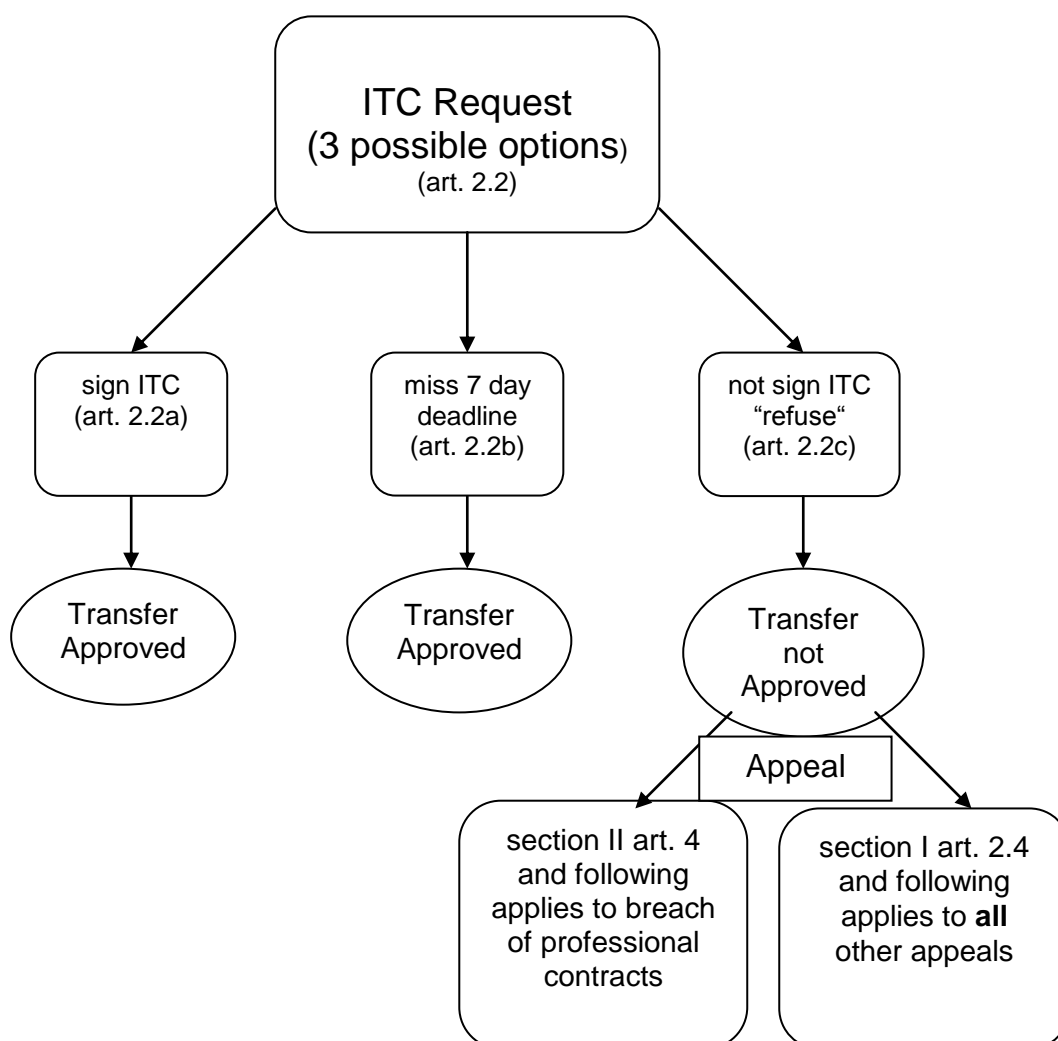 ITC Request
(3 possible options)
(art. 2.2)
sign ITC
(art. 2.2a)
miss 7 day
deadline
(art. 2.2b)
not sign ITC
“refuse“
(art. 2.2c)
Transfer
Approved
Transfer
Approved
Transfer
not
Approved
Appeal
section II art. 4
and following
applies to breach
of professional
contracts
section I art. 2.4
and following
applies to all
other appeals